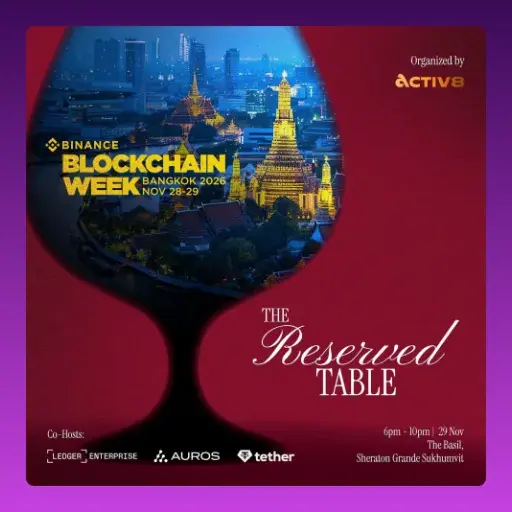 Organized by
ACTIV8
BINANCE
BLOCKCHAIN
WEEK BANGKOK 2026
NOV 28-29
THE
Reserved
TABLE
Co-Hosts:
LEDGER ENTERPRISE
AUROS
tether
6pm - 10pm | 29 Nov
The Basil,
Sheraton Grande Sukhumvit